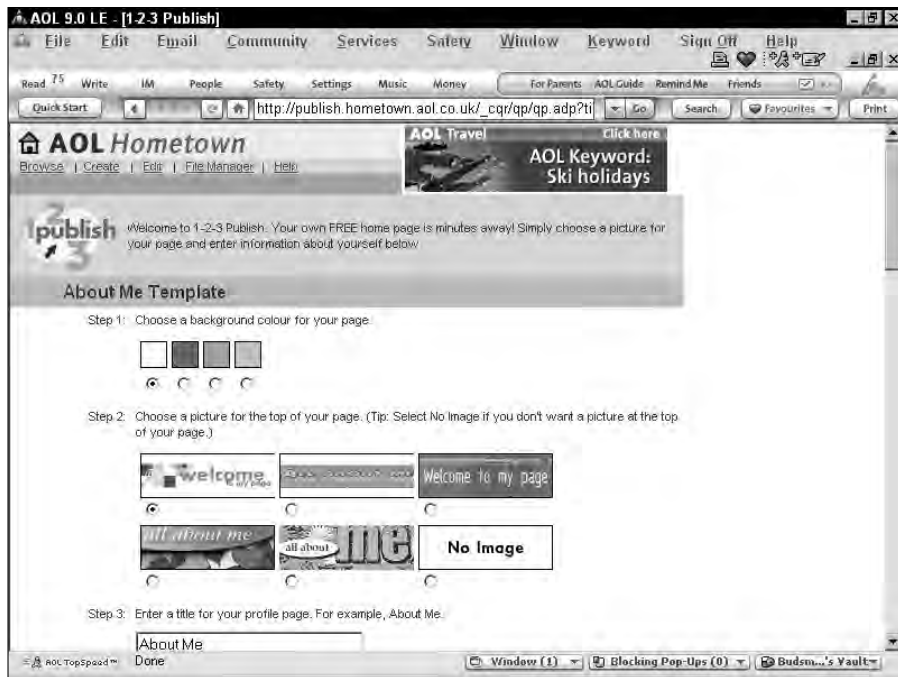 AOL 9.0 LE - [1-2-3 Publish]
File Edit Email Community Services Safety Window Keyword Sign Off Help
Read 75 Write IM People Safety Settings Music Money For Parents AOL Guide Remind Me Friends
Quick Start http://publish.hometown.aol.co.uk/_cqr/qp/qp.adp?ti Go Search Favourites Print
AOL Hometown
Browse | Create | Edit | File Manager | Help
AOL Travel Click here
AOL Keyword:
Ski holidays
1 2 3 publish
Welcome to 1-2-3 Publish. Your own FREE home page is minutes away! Simply choose a picture for
your page and enter information about yourself below
About Me Template
Step 1: Choose a background colour for your page.
Step 2: Choose a picture for the top of your page. (Tip: Select No Image if you don't want a picture at the top
of your page.)
welcome
to my page
Welcome to my page
all about me
all about me
No Image
Step 3: Enter a title for your profile page. For example, About Me.
About Me
AOL TopSpeed™ Done Window (1) Blocking Pop-Ups (0) Budsm...'s Vault